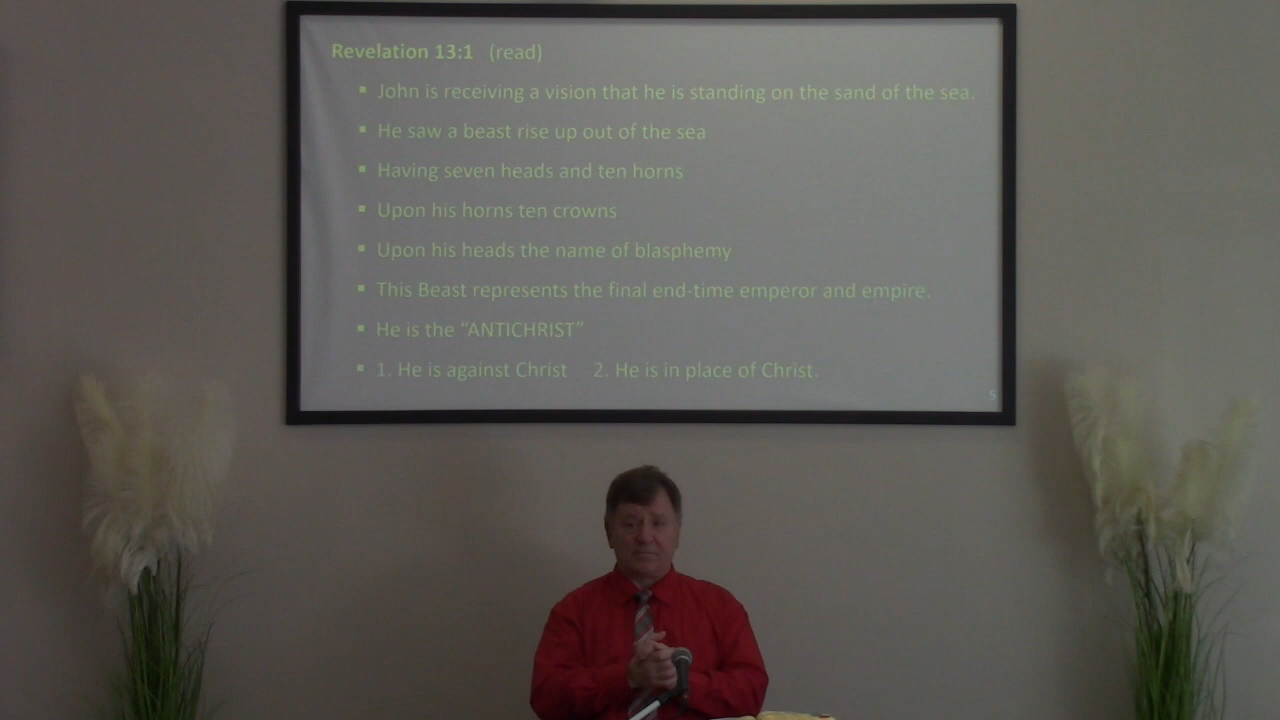 Revelation 13:1 (read)
▪ John is receiving a vision that he is standing on the sand of the sea.
▪ He saw a beast rise up out of the sea
▪ Having seven heads and ten horns
▪ Upon his horns ten crowns
▪ Upon his heads the name of blasphemy
▪ This Beast represents the final end-time emperor and empire.
▪ He is the “ANTICHRIST”
▪ 1. He is against Christ 2. He is in place of Christ.
5